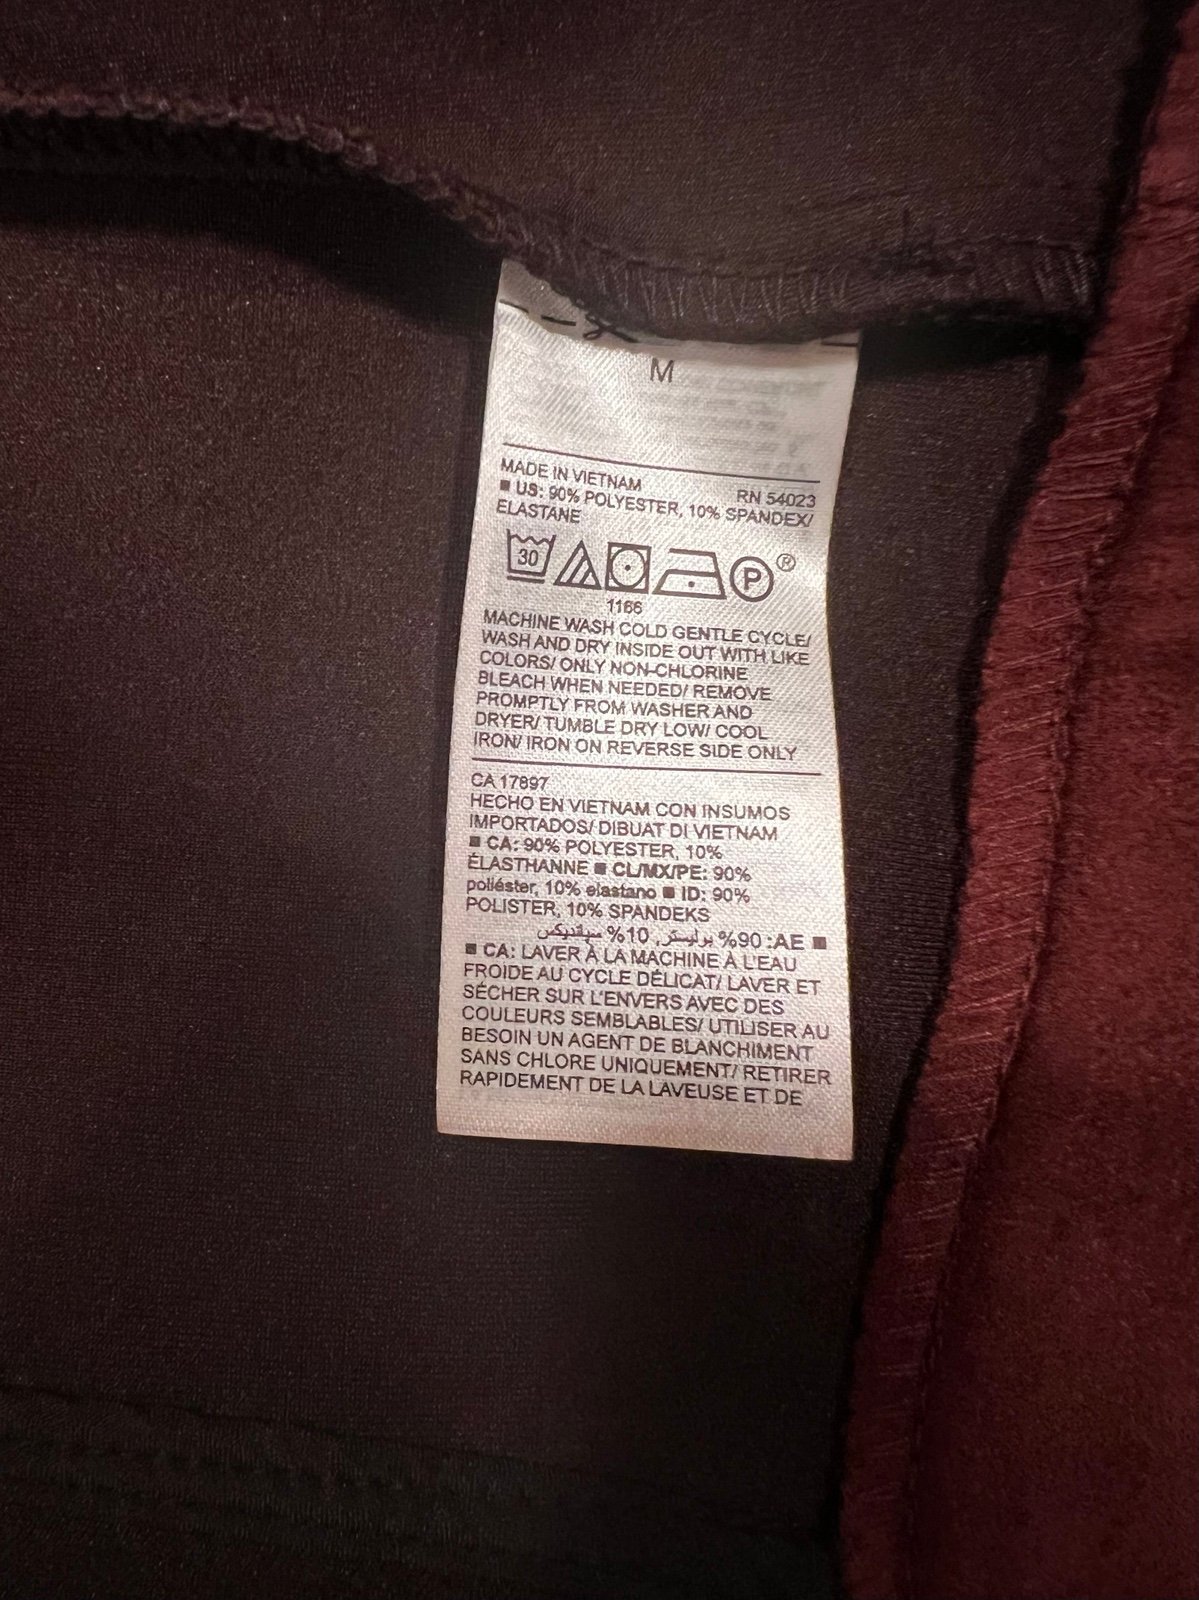 M
MADE IN VIETNAM
RN 54023
■ US: 90% POLYESTER, 10% SPANDEX/
ELASTANE
30 P ®
1166
MACHINE WASH COLD GENTLE CYCLE/
WASH AND DRY INSIDE OUT WITH LIKE
COLORS/ ONLY NON-CHLORINE
BLEACH WHEN NEEDED/ REMOVE
PROMPTLY FROM WASHER AND
DRYER/ TUMBLE DRY LOW/ COOL
IRON/ IRON ON REVERSE SIDE ONLY
CA 17897
HECHO EN VIETNAM CON INSUMOS
IMPORTADOS/ DIBUAT DI VIETNAM
■ CA: 90% POLYESTER, 10%
ÉLASTHANNE ■ CL/MX/PE: 90%
poliéster, 10% elastano ■ ID: 90%
POLISTER, 10% SPANDEKS
■ AE: 90% بوليستر, 10% سباندیکس
■ CA: LAVER À LA MACHINE À L'EAU
FROIDE AU CYCLE DÉLICAT/ LAVER ET
SÉCHER SUR L'ENVERS AVEC DES
COULEURS SEMBLABLES/ UTILISER AU
BESOIN UN AGENT DE BLANCHIMENT
SANS CHLORE UNIQUEMENT/ RETIRER
RAPIDEMENT DE LA LAVEUSE ET DE